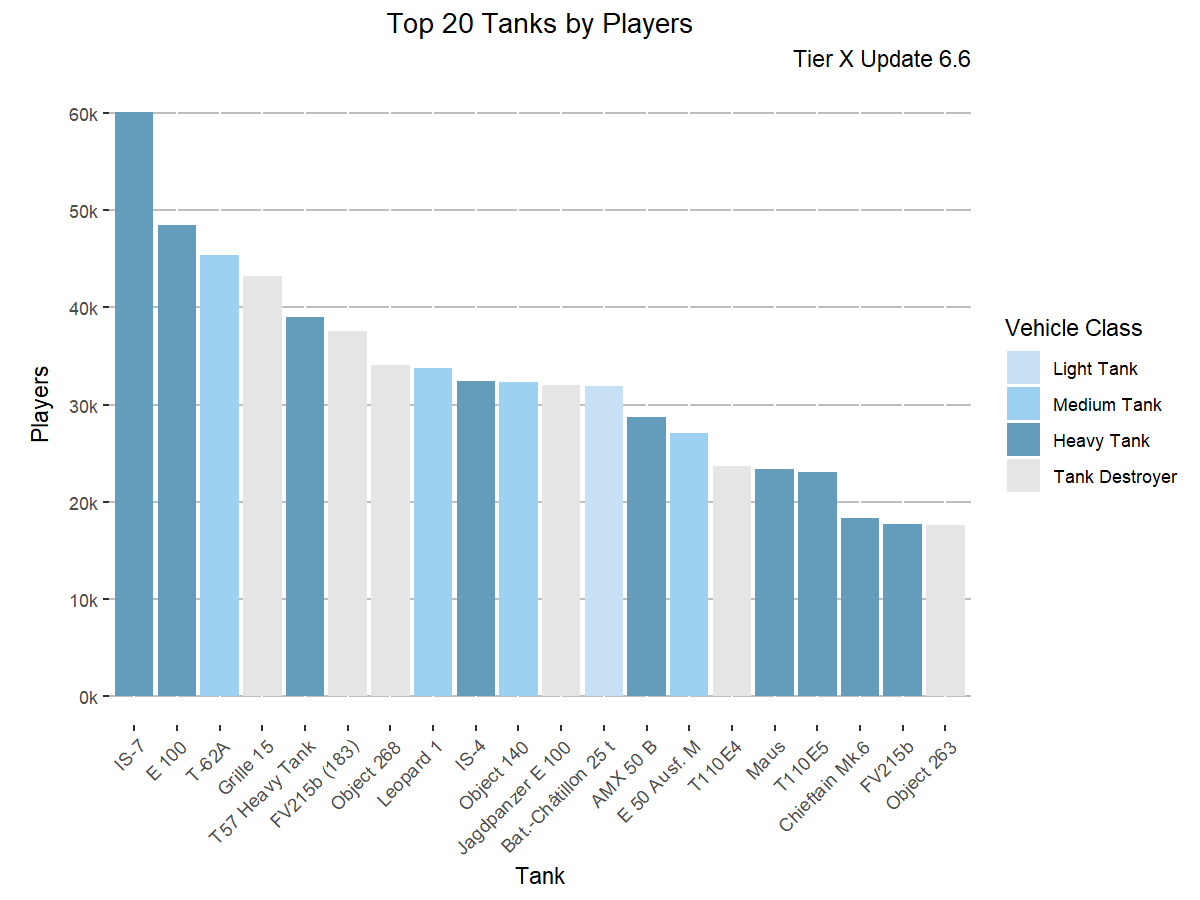 Top 20 Tanks by Players
Tier X Update 6.6
Players
60k
50k
40k
30k
20k
10k
0k
IS-7
E 100
T-62A
Grille 15
T57 Heavy Tank
FV215b (183)
Object 268
Leopard 1
IS-4
Object 140
Jagdpanzer E 100
Bat.-Châtillon 25 t
AMX 50 B
E 50 Ausf. M
T110E4
Maus
T110E5
Chieftain Mk.6
FV215b
Object 263
Tank
Vehicle Class
Light Tank
Medium Tank
Heavy Tank
Tank Destroyer